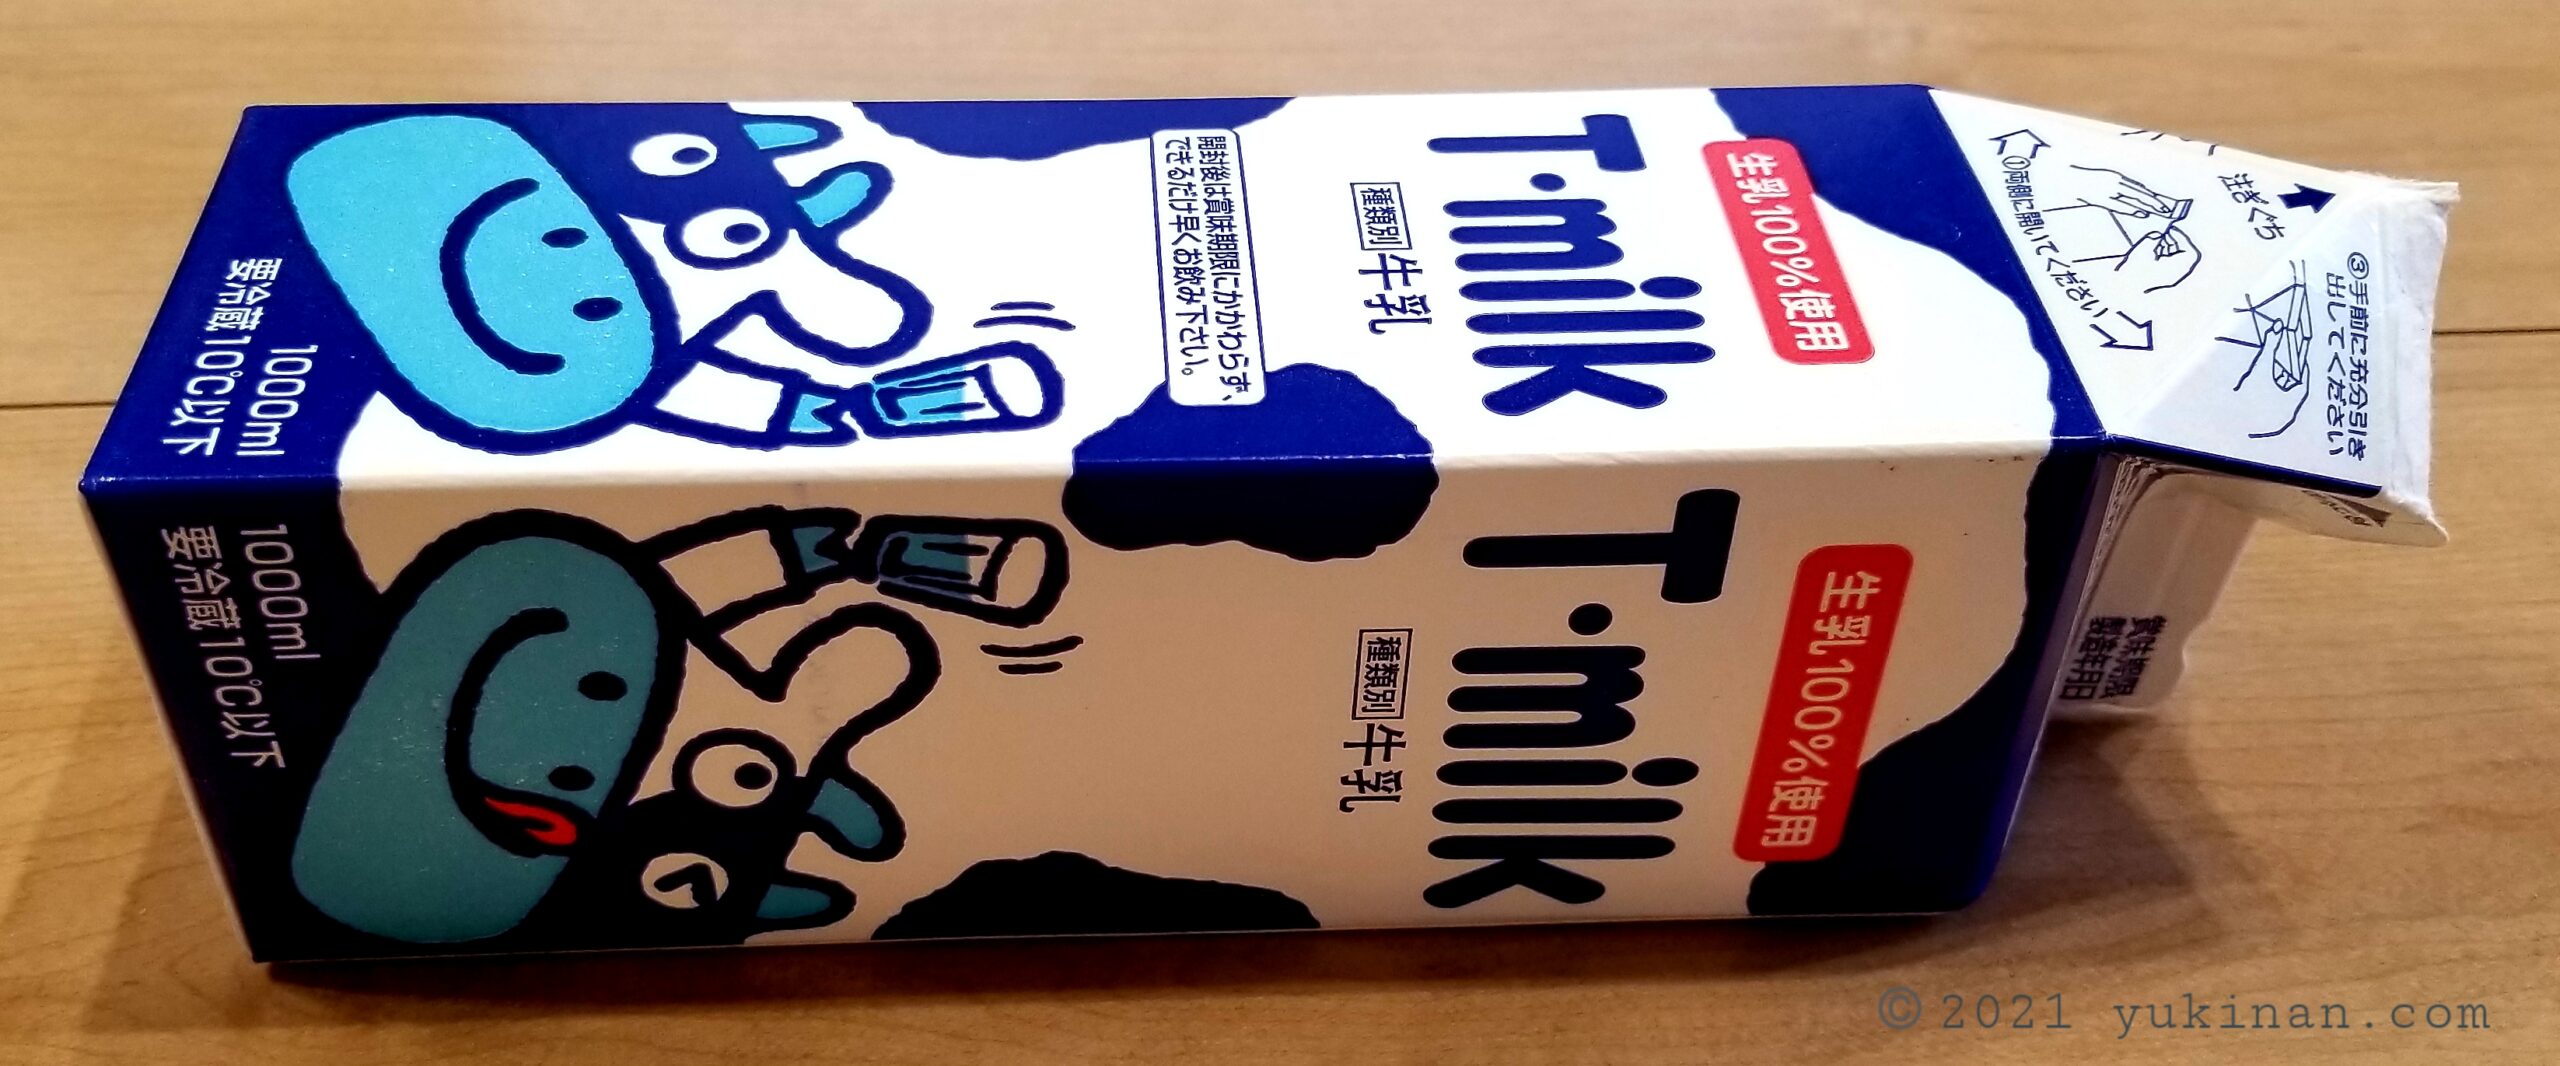 ①両側に開いてください
注ぎぐち
③手前に充分引き
出してください
生乳100%使用
T・milk
種類別 牛乳
開封後は賞味期限にかかわらず、
できるだけ早くお飲み下さい。
1000ml
要冷蔵10℃以下
賞味期限
製造年月日
生乳100%使用
T・milk
種類別 牛乳
1000ml
要冷蔵10℃以下
© 2021 yukinan.com